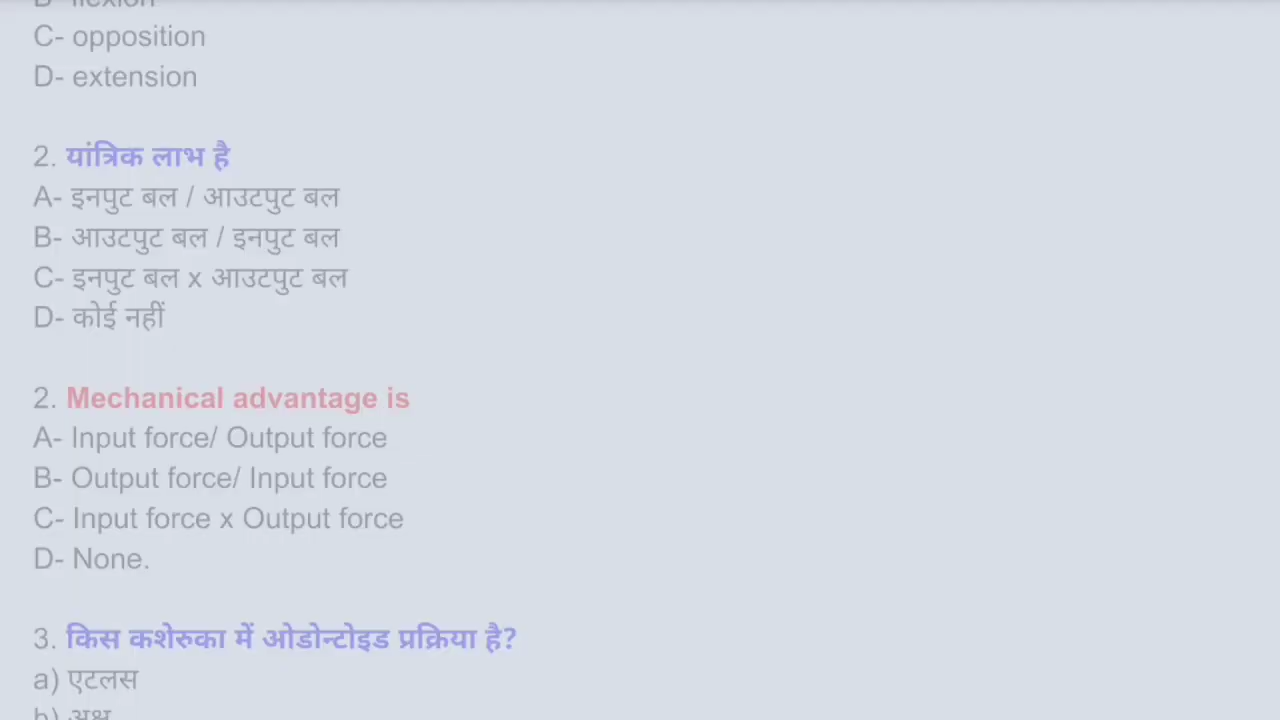 B- flexion
C- opposition
D- extension
2. यांत्रिक लाभ है
A- इनपुट बल / आउटपुट बल
B- आउटपुट बल / इनपुट बल
C- इनपुट बल x आउटपुट बल
D- कोई नहीं
2. Mechanical advantage is
A- Input force/ Output force
B- Output force/ Input force
C- Input force x Output force
D- None.
3. किस कशेरुका में ओडोन्टोइड प्रक्रिया है?
a) एटलस
b) अक्ष